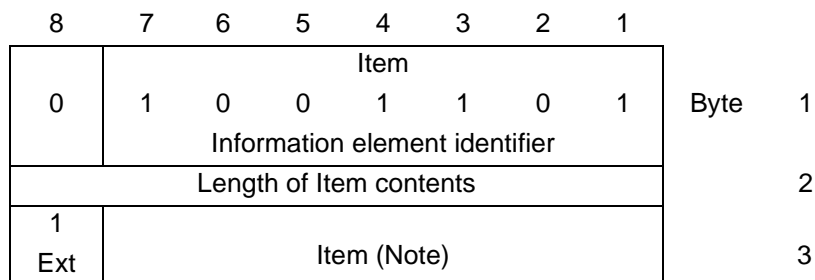 8 7 6 5 4 3 2 1
Item
0 1 0 0 1 1 0 1 Byte 1
Information element identifier
Length of Item contents 2
1
Ext Item (Note) 3